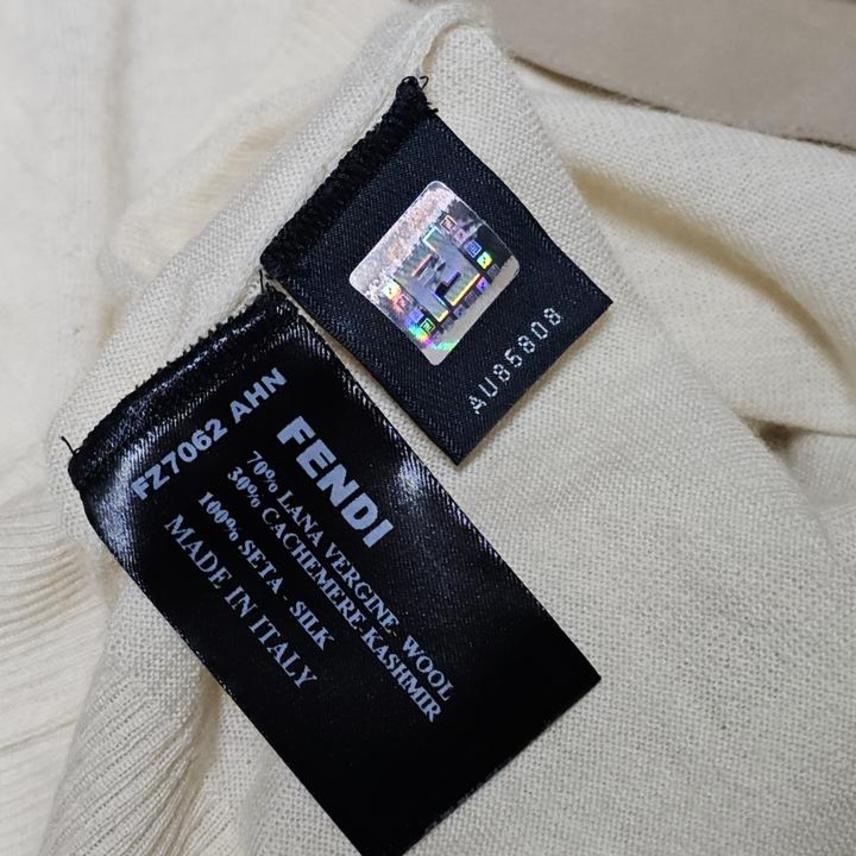 AU85808
FZ7062 AHN
FENDI
70% LANA VERGINE- WOOL
30% CACHEMERE-KASHMIR
100% SETA - SILK
MADE IN ITALY